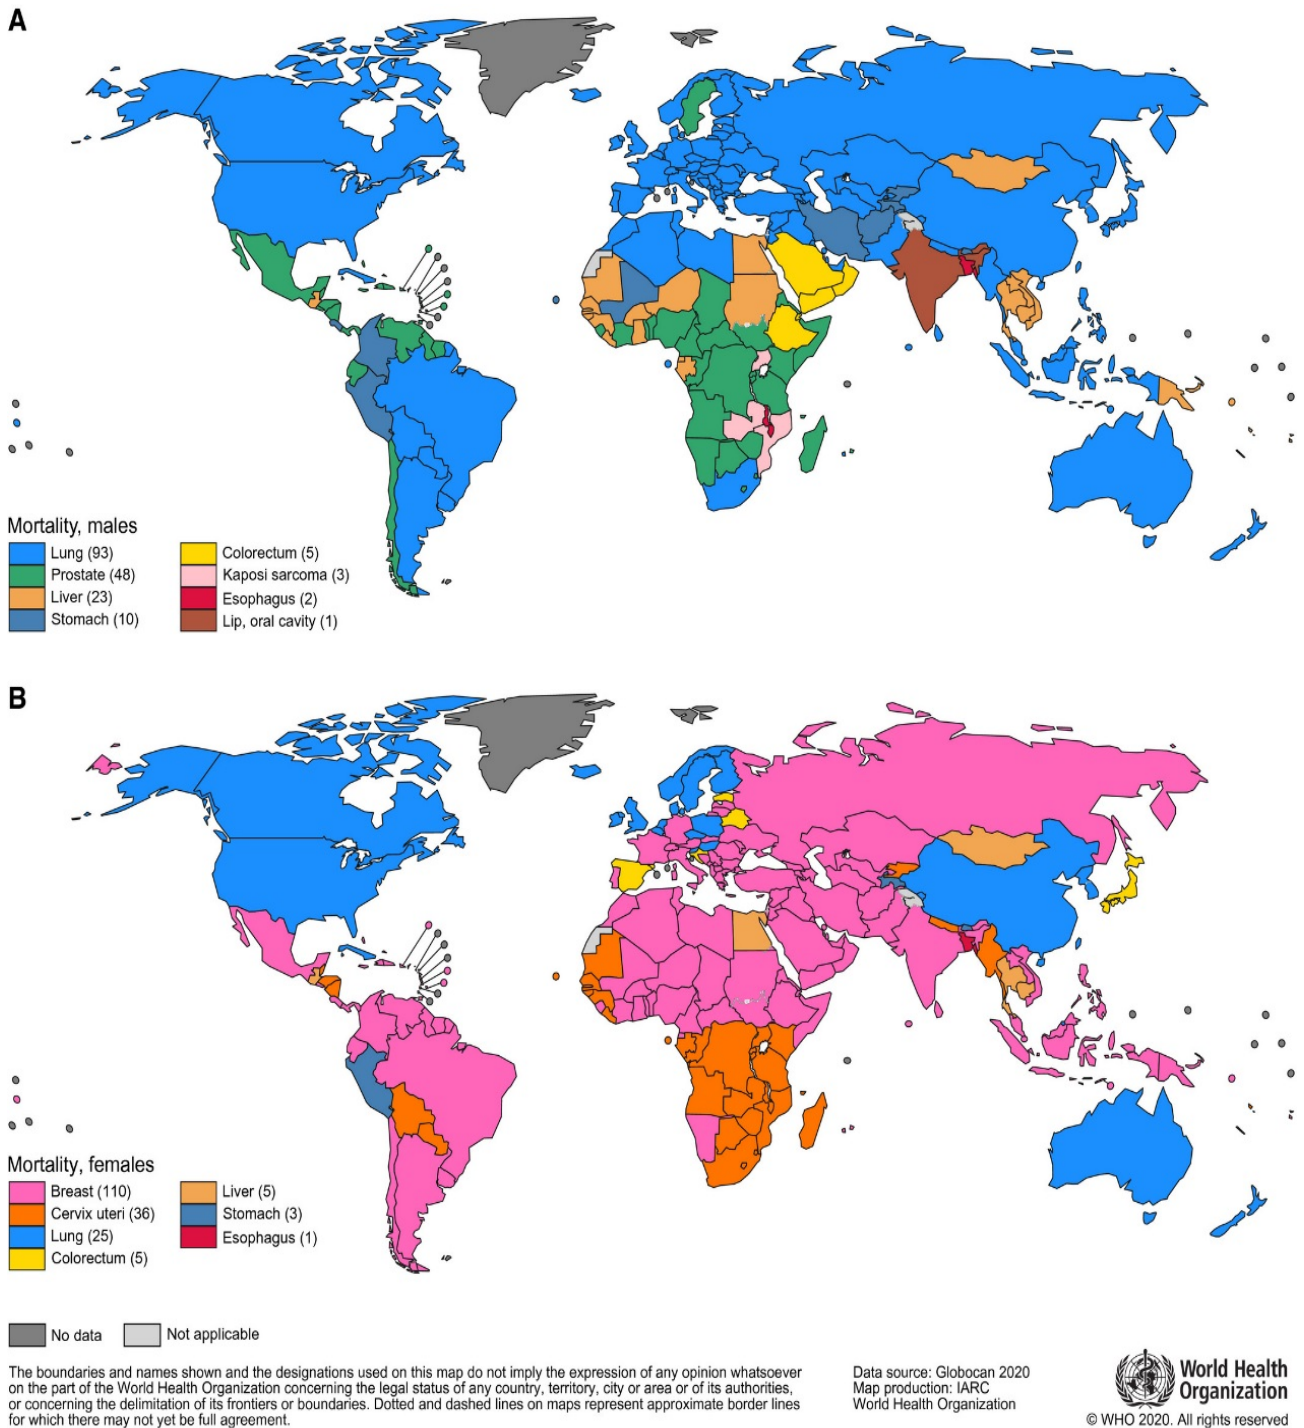 A
Mortality, males
Lung (93)
Prostate (48)
Liver (23)
Stomach (10)
Colorectum (5)
Kaposi sarcoma (3)
Esophagus (2)
Lip, oral cavity (1)
B
Mortality, females
Breast (110)
Cervix uteri (36)
Lung (25)
Colorectum (5)
Liver (5)
Stomach (3)
Esophagus (1)
No data
Not applicable
The boundaries and names shown and the designations used on this map do not imply the expression of any opinion whatsoever
on the part of the World Health Organization concerning the legal status of any country, territory, city or area or of its authorities,
or concerning the delimitation of its frontiers or boundaries. Dotted and dashed lines on maps represent approximate border lines
for which there may not yet be full agreement.
Data source: Globocan 2020
Map production: IARC
World Health Organization
World Health
Organization
© WHO 2020. All rights reserved